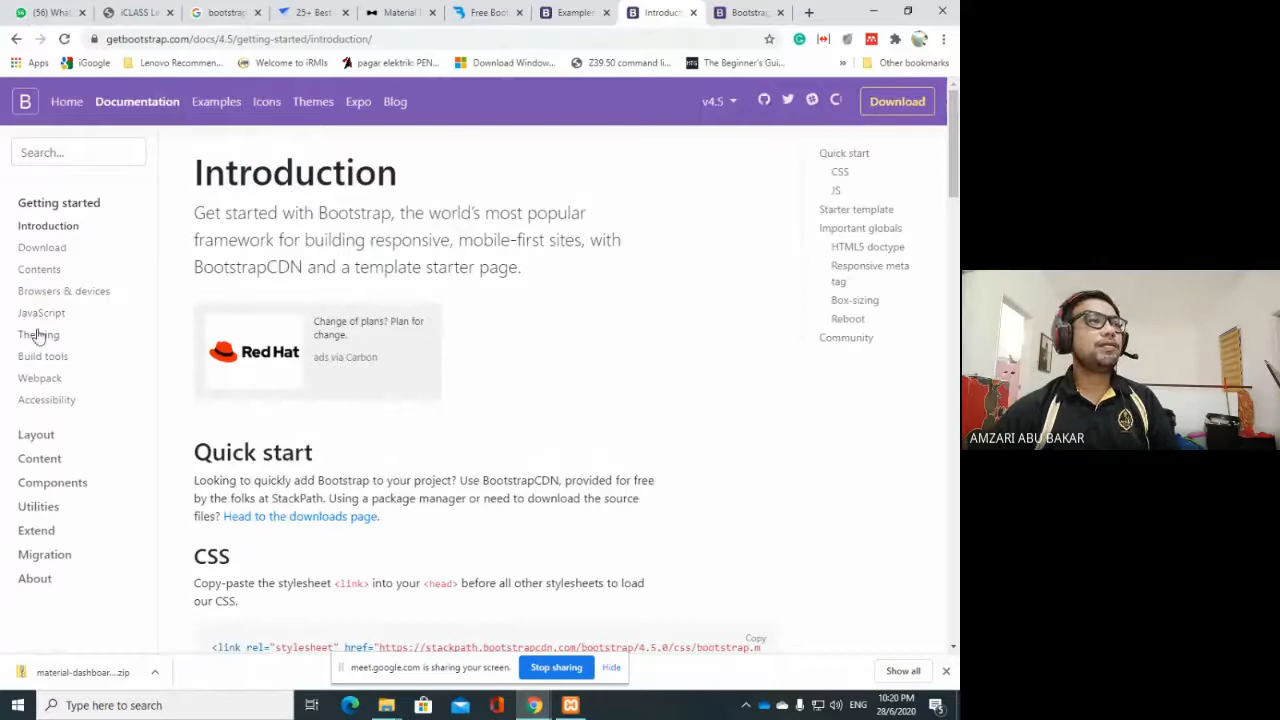 (56) What
iCLASS Le
bootstrap
25+ Best
Material
Free Boot
Examples
Introduct
Bootstrap
getbootstrap.com/docs/4.5/getting-started/introduction/
Apps
iGoogle
Lenovo Recommen...
Welcome to iRMIs
pagar elektrik: PEN...
Download Window...
Z39.50 command li...
HTG
The Beginner's Gui...
Other bookmarks
B
Home
Documentation
Examples
Icons
Themes
Expo
Blog
v4.5
Download
Search...
Getting started
Introduction
Download
Contents
Browsers & devices
JavaScript
Theming
Build tools
Webpack
Accessibility
Layout
Content
Components
Utilities
Extend
Migration
About
Introduction
Get started with Bootstrap, the world's most popular
framework for building responsive, mobile-first sites, with
BootstrapCDN and a template starter page.
Red Hat
Change of plans? Plan for
change.
ads via Carbon
Quick start
Looking to quickly add Bootstrap to your project? Use BootstrapCDN, provided for free
by the folks at StackPath. Using a package manager or need to download the source
files? Head to the downloads page.
CSS
Copy-paste the stylesheet <link> into your <head> before all other stylesheets to load
our CSS.
Copy
<link rel="stylesheet" href="https://stackpath.bootstrapcdn.com/bootstrap/4.5.0/css/bootstrap.m
Quick start
CSS
JS
Starter template
Important globals
HTML5 doctype
Responsive meta
tag
Box-sizing
Reboot
Community
AMZARI ABU BAKAR
material-dashboar....zip
meet.google.com is sharing your screen.
Stop sharing
Hide
Show all
Type here to search
ENG
10:20 PM
28/6/2020
5